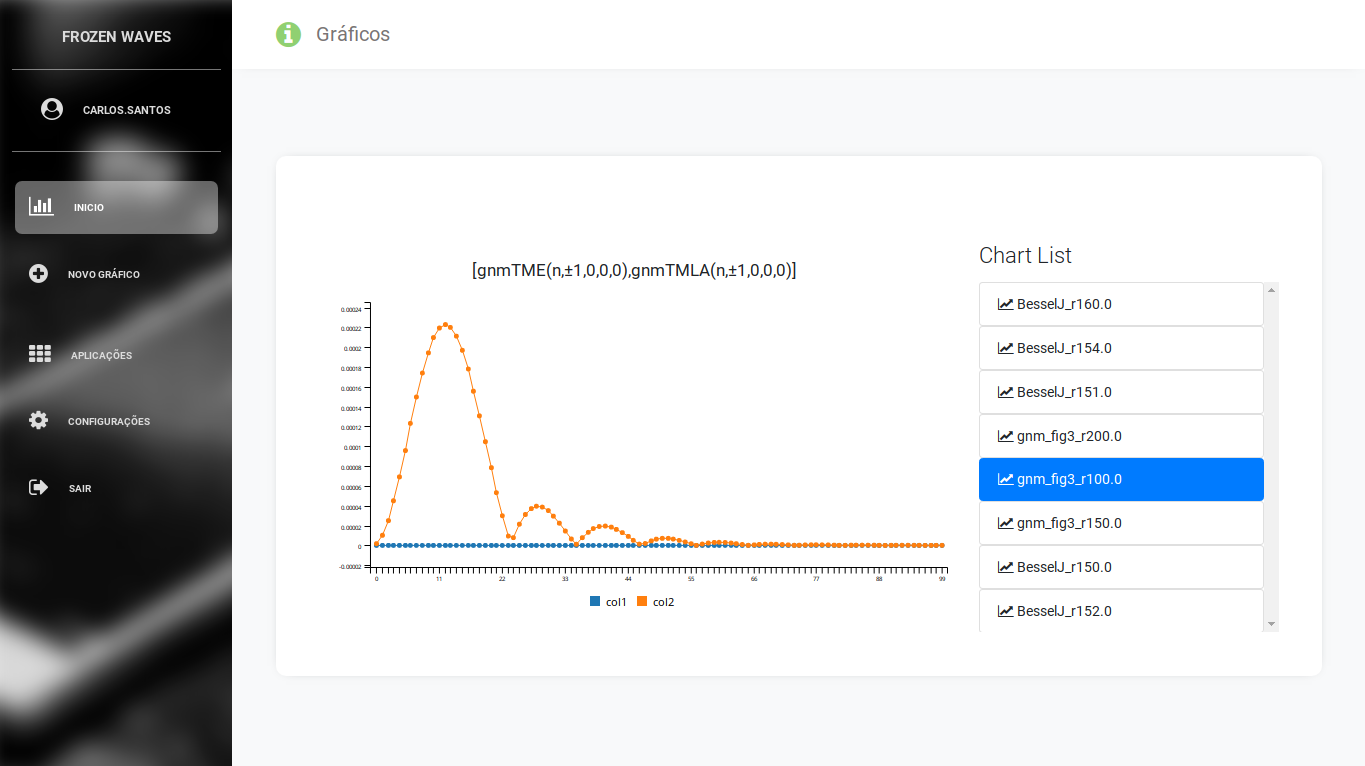 FROZEN WAVES
CARLOS.SANTOS
INICIO
NOVO GRÁFICO
APLICAÇÕES
CONFIGURAÇÕES
SAIR
Gráficos
[gnmTME(n,±1,0,0,0),gnmTMLA(n,±1,0,0,0)]
0.00024
0.00022
0.0002
0.00018
0.00016
0.00014
0.00012
0.0001
0.00008
0.00006
0.00004
0.00002
0
-0.00002
0 11 22 33 44 55 66 77 88 99
col1 col2
Chart List
BesselJ_r160.0
BesselJ_r154.0
BesselJ_r151.0
gnm_fig3_r200.0
gnm_fig3_r100.0
gnm_fig3_r150.0
BesselJ_r150.0
BesselJ_r152.0